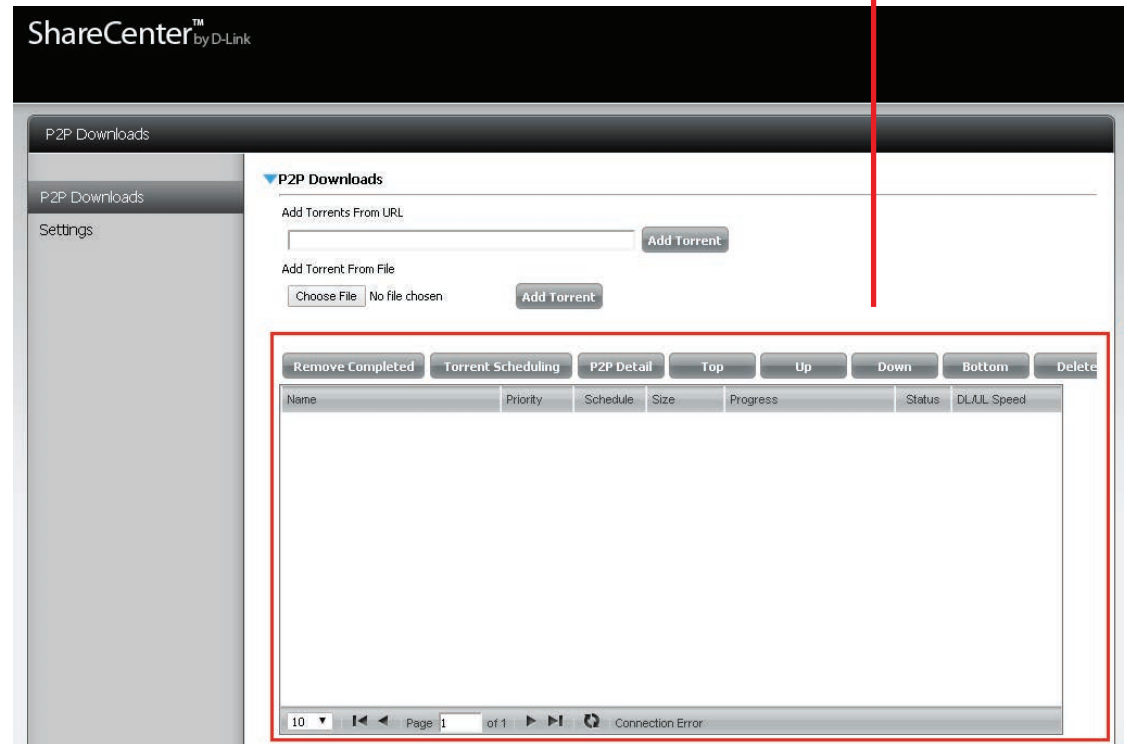 ShareCenter™ by D-Link
P2P Downloads
P2P Downloads
Settings
P2P Downloads
Add Torrents From URL
Add Torrent
Add Torrent From File
Choose File No file chosen Add Torrent
Remove Completed Torrent Scheduling P2P Detail Top Up Down Bottom Delete
Name Priority Schedule Size Progress Status DL/UL Speed
10 Page 1 of 1 Connection Error